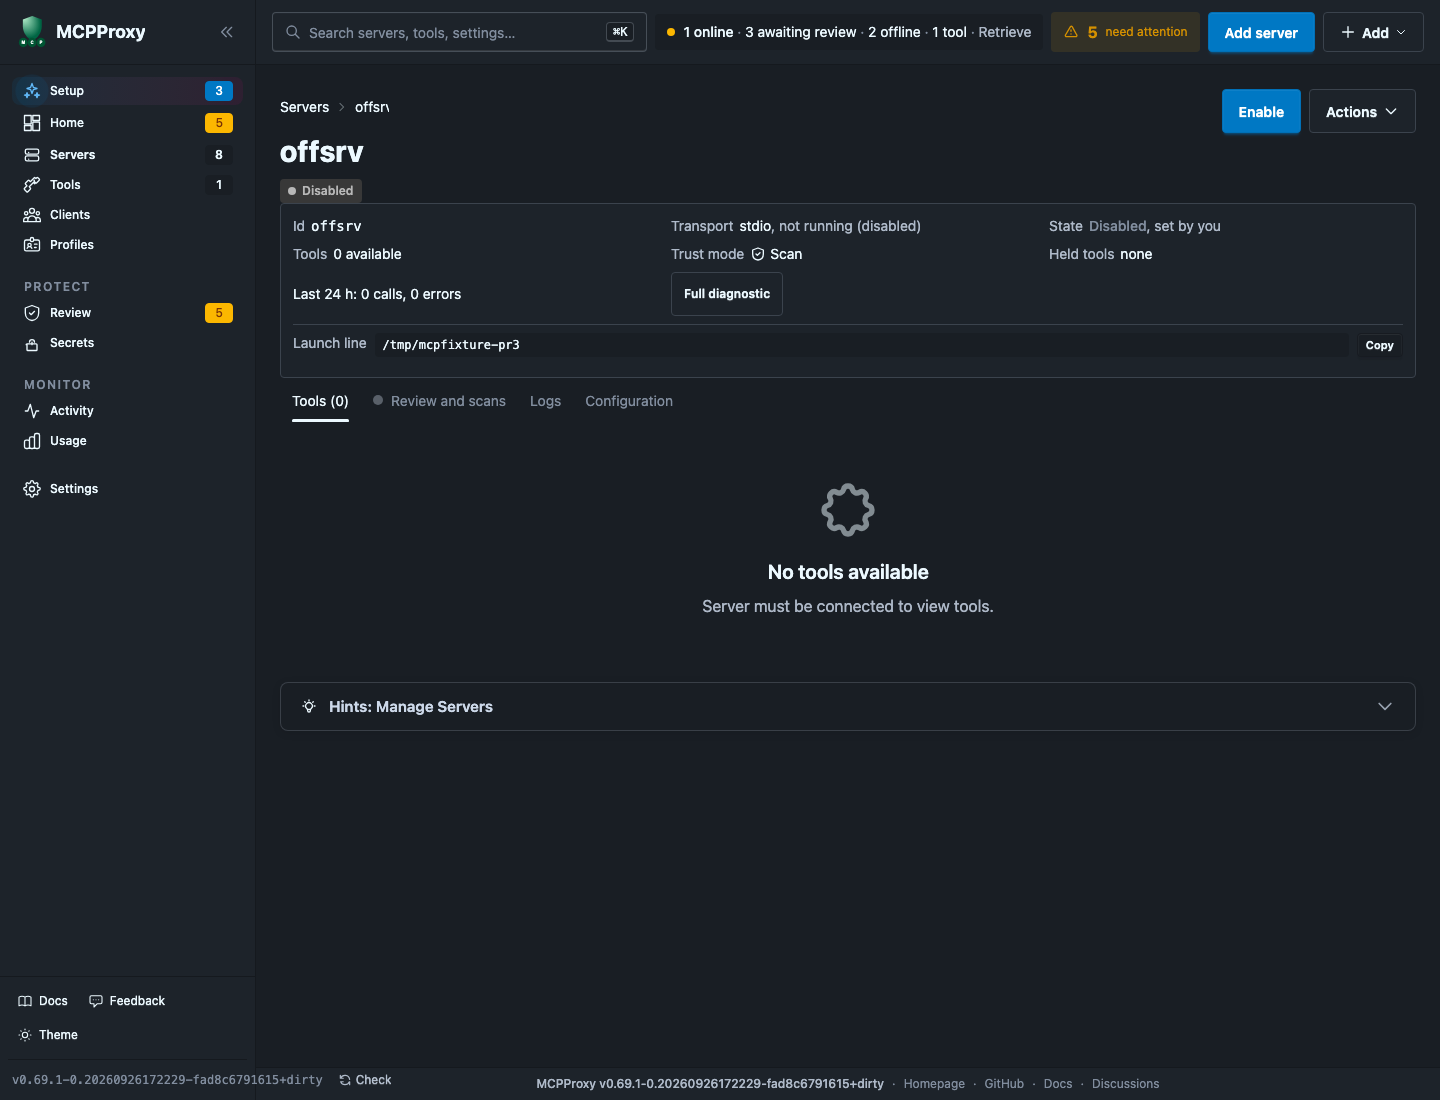 MCPProxy
Search servers, tools, settings... ⌘K
1 online · 3 awaiting review · 2 offline · 1 tool · Retrieve
5 need attention
Add server
Add
Setup 3
Home 5
Servers 8
Tools 1
Clients
Profiles
PROTECT
Review 5
Secrets
MONITOR
Activity
Usage
Settings
Docs
Feedback
Theme
v0.69.1-0.20260926172229-fad8c6791615+dirty
Check
Servers > offsrv
Enable
Actions
offsrv
Disabled
Id offsrv
Transport stdio, not running (disabled)
State Disabled, set by you
Tools 0 available
Trust mode Scan
Held tools none
Last 24 h: 0 calls, 0 errors
Full diagnostic
Launch line /tmp/mcpfixture-pr3
Copy
Tools (0)
Review and scans
Logs
Configuration
No tools available
Server must be connected to view tools.
Hints: Manage Servers
MCPProxy v0.69.1-0.20260926172229-fad8c6791615+dirty · Homepage · GitHub · Docs · Discussions